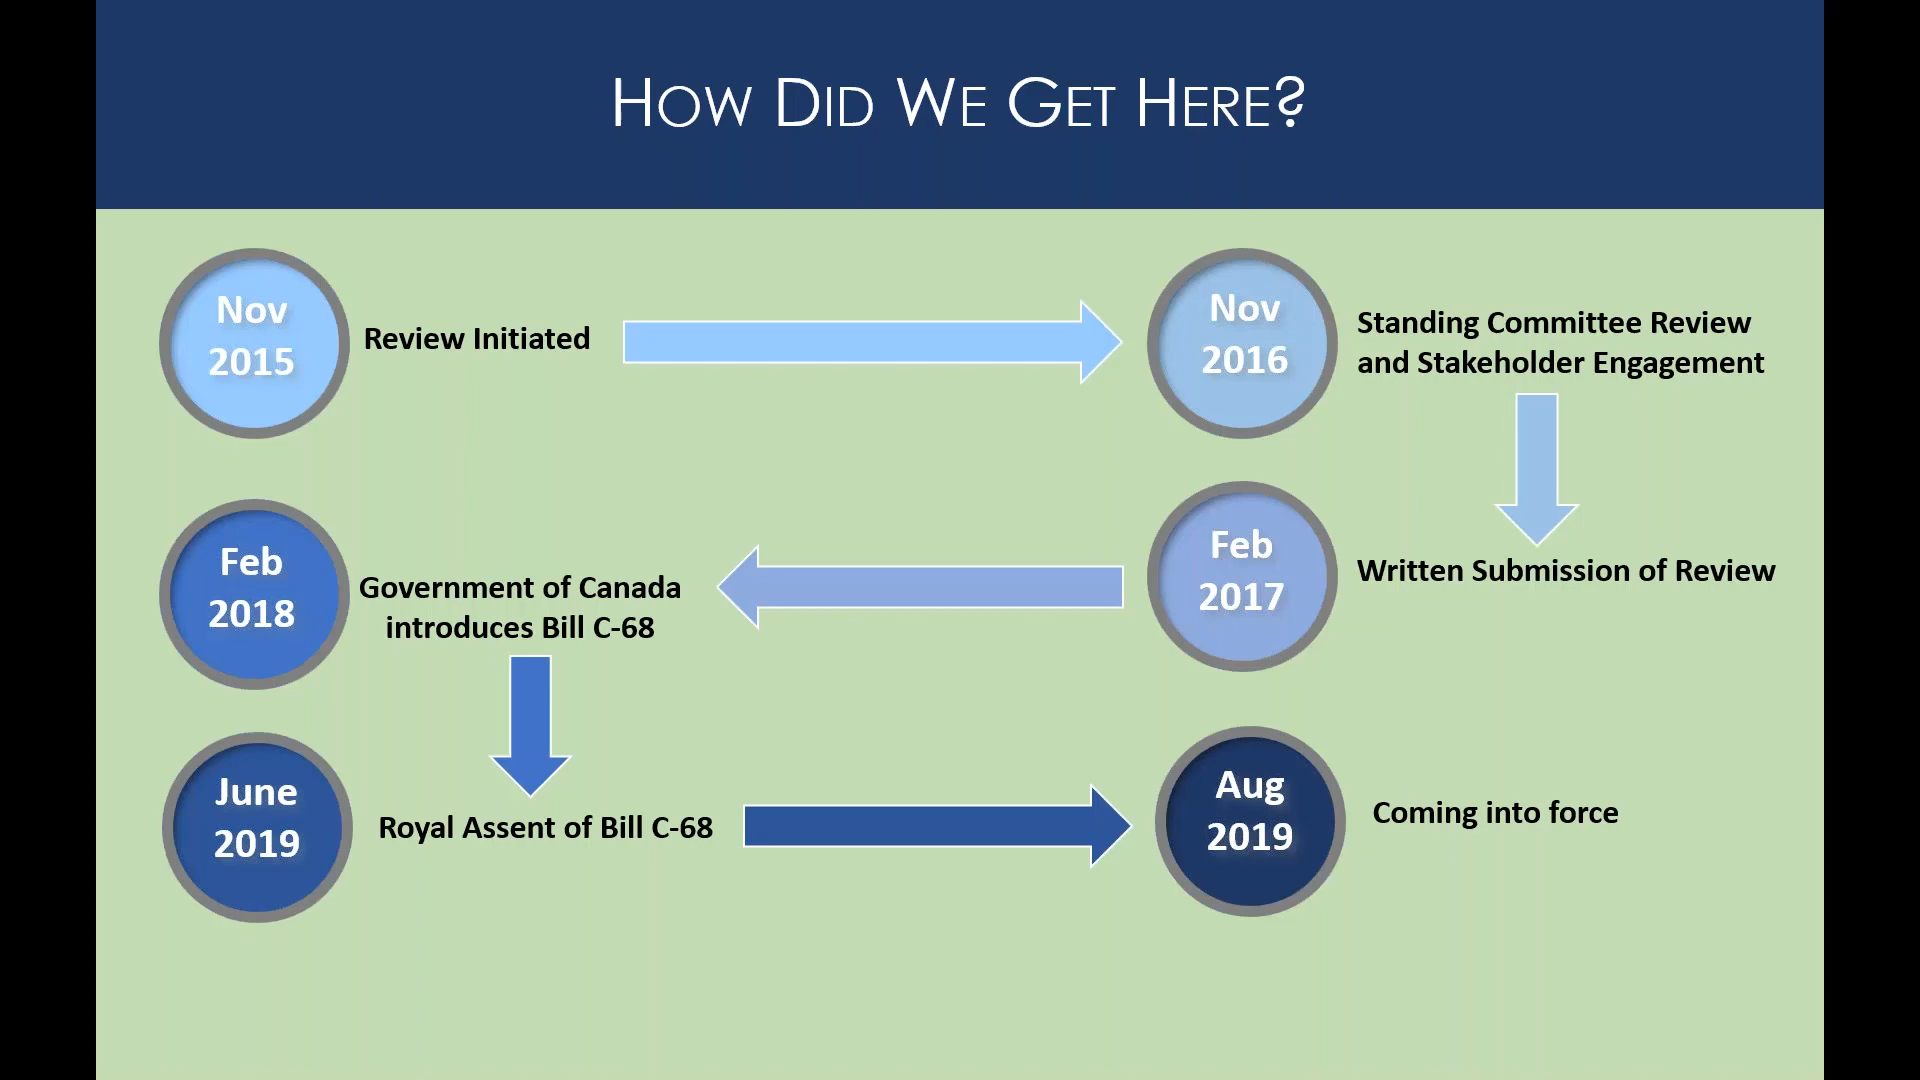 How Did We Get Here?
Nov
2015
Review Initiated
Nov
2016
Standing Committee Review
and Stakeholder Engagement
Feb
2017
Written Submission of Review
Feb
2018
Government of Canada
introduces Bill C-68
June
2019
Royal Assent of Bill C-68
Aug
2019
Coming into force